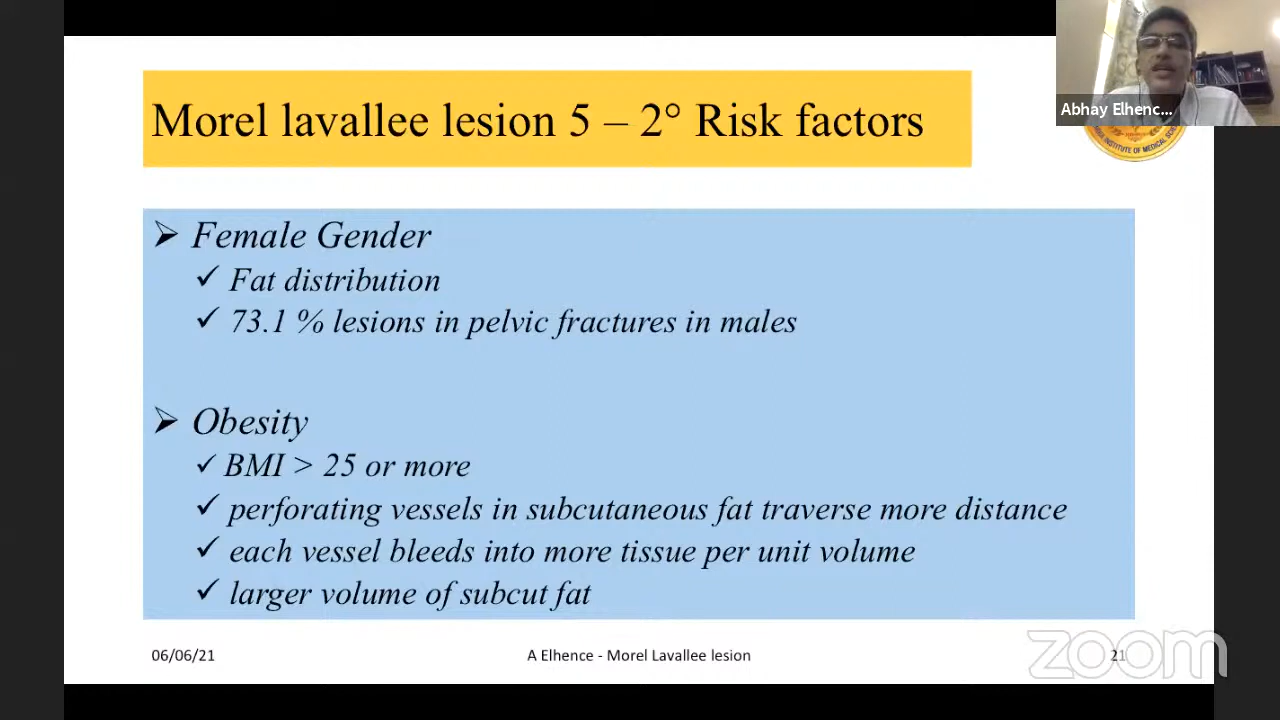 Morel lavallee lesion 5 – 2° Risk factors
Abhay Elhenc...
INSTITUTE OF MEDICAL
➢ Female Gender
✓ Fat distribution
✓ 73.1 % lesions in pelvic fractures in males
➢ Obesity
✓ BMI > 25 or more
✓ perforating vessels in subcutaneous fat traverse more distance
✓ each vessel bleeds into more tissue per unit volume
✓ larger volume of subcut fat
06/06/21
A Elhence - Morel Lavallee lesion
21
zoom